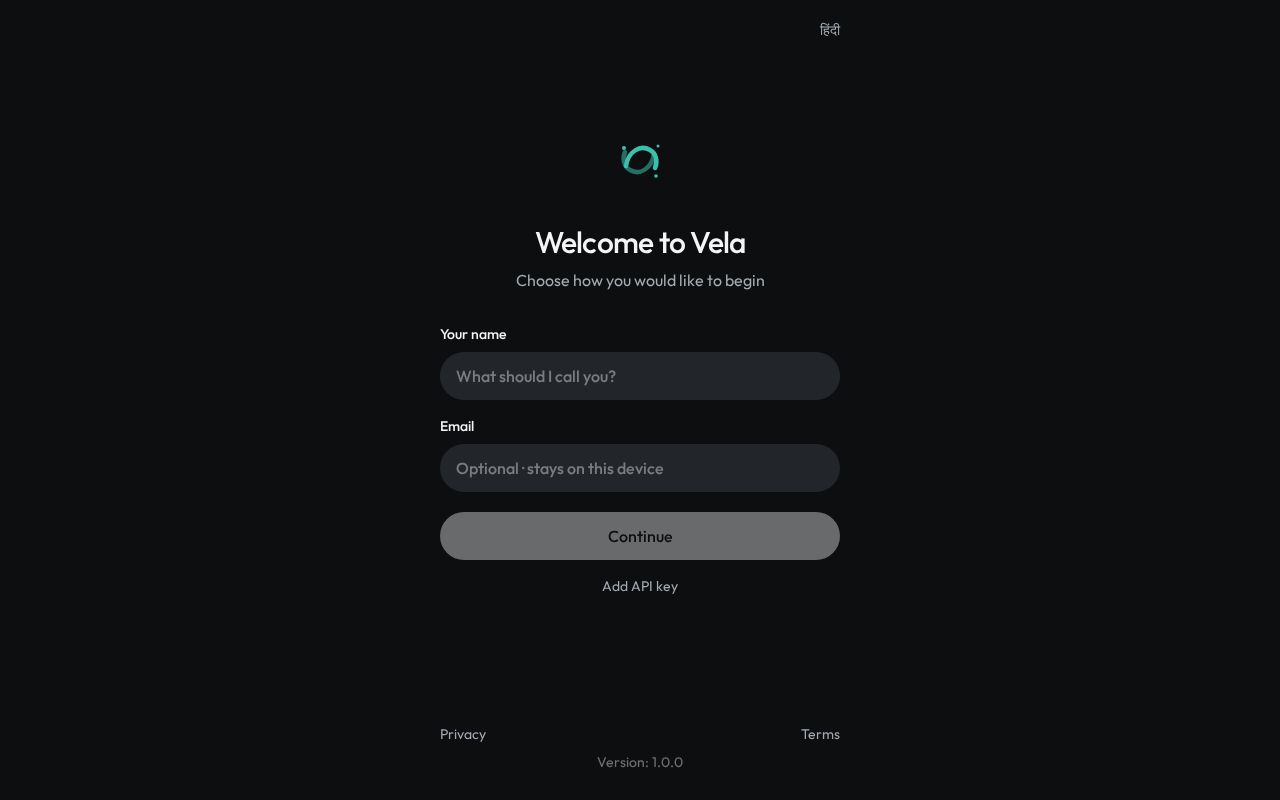 हिंदी
Welcome to Vela
Choose how you would like to begin
Your name
What should I call you?
Email
Optional · stays on this device
Continue
Add API key
Privacy
Terms
Version: 1.0.0